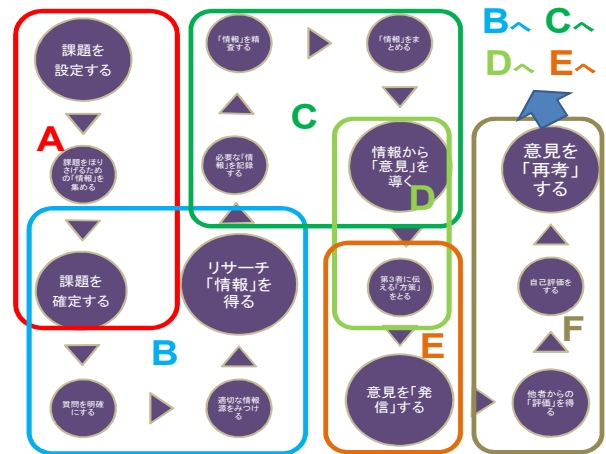 課題を
設定する
A
課題をほり
さげるため
の「情報」を
集める
課題を
確定する
B
質問を明確
にする
適切な情報
源をみつけ
る
リサーチ
「情報」を
得る
必要な「情
報」を記録
する
「情報」を精
査する
「情報」をま
とめる
C
情報から
「意見」を
導く
D
第3者に伝
える「方策」
をとる
E
意見を「発
信」する
他者からの
「評価」を得
る
F
自己評価を
する
意見を
「再考」
する
Bへ Cへ
Dへ Eへ